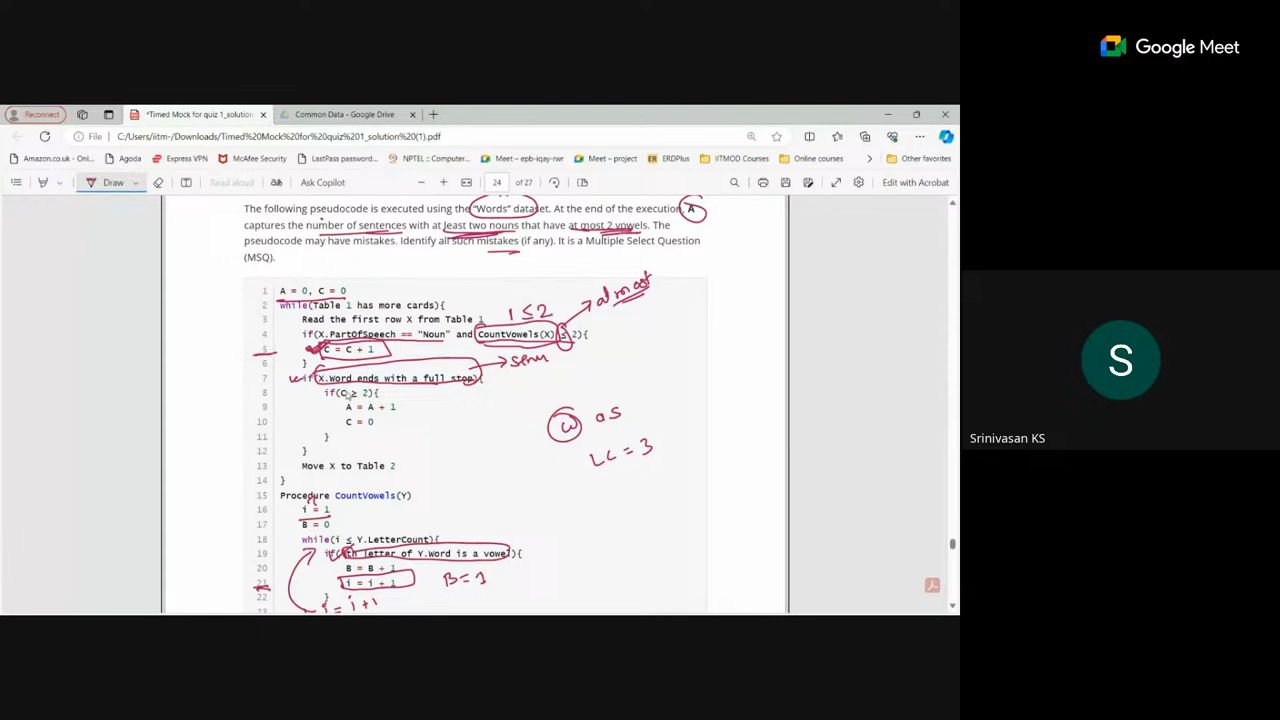 Google Meet
Reconnect
*Timed Mock for quiz 1_solution
Common Data - Google Drive
File
C:/Users/iitm-/Downloads/Timed%20Mock%20for%20quiz%201_solution%20(1).pdf
Amazon.co.uk - Onl...
Agoda
Express VPN
McAfee Security
LastPass password...
NPTEL :: Computer...
Meet – epb-iqay-rwr
Meet – project
ERDPlus
IITMOD Courses
Online courses
Other favorites
Draw
Read aloud
Ask Copilot
24 of 27
Edit with Acrobat
The following pseudocode is executed using the "Words" dataset. At the end of the execution, A
captures the number of sentences with at least two nouns that have at most 2 vowels. The
pseudocode may have mistakes. Identify all such mistakes (if any). It is a Multiple Select Question
(MSQ).
almost
1 ≤ 2
1 A = 0, C = 0
2 while(Table 1 has more cards){
3 Read the first row X from Table 1
4 if(X.PartOfSpeech == "Noun" and CountVowels(X) ≤ 2){
5 C = C + 1
6 }
7 if(X.Word ends with a full stop){
8 if(C ≥ 2){
9 A = A + 1
10 C = 0
11 }
12 }
13 Move X to Table 2
14 }
15 Procedure CountVowels(Y)
16 i = 1
17 B = 0
18 while(i ≤ Y.LetterCount){
19 if(ith letter of Y.Word is a vowel){
20 B = B + 1
21 i = i + 1
22 }
23
B = 1
i = i + 1
LC = 3
S
Srinivasan KS